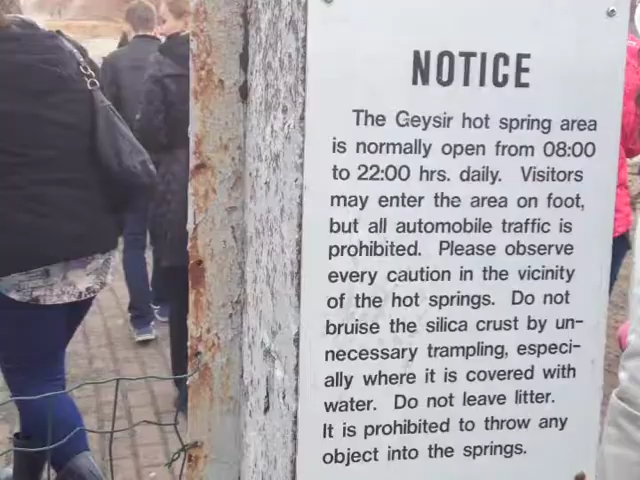 NOTICE
The Geysir hot spring area
is normally open from 08:00
to 22:00 hrs. daily. Visitors
may enter the area on foot,
but all automobile traffic is
prohibited. Please observe
every caution in the vicinity
of the hot springs. Do not
bruise the silica crust by un-
necessary trampling, especi-
ally where it is covered with
water. Do not leave litter.
It is prohibited to throw any
object into the springs.